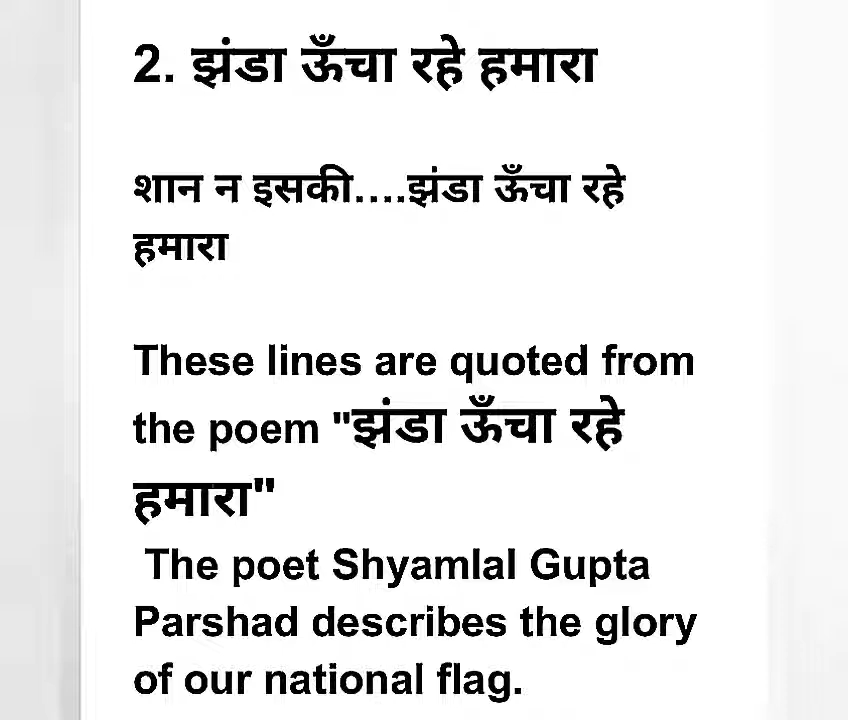 2. झंडा ऊँचा रहे हमारा
शान न इसकी....झंडा ऊँचा रहे
हमारा
These lines are quoted from
the poem "झंडा ऊँचा रहे
हमारा"
The poet Shyamlal Gupta
Parshad describes the glory
of our national flag.